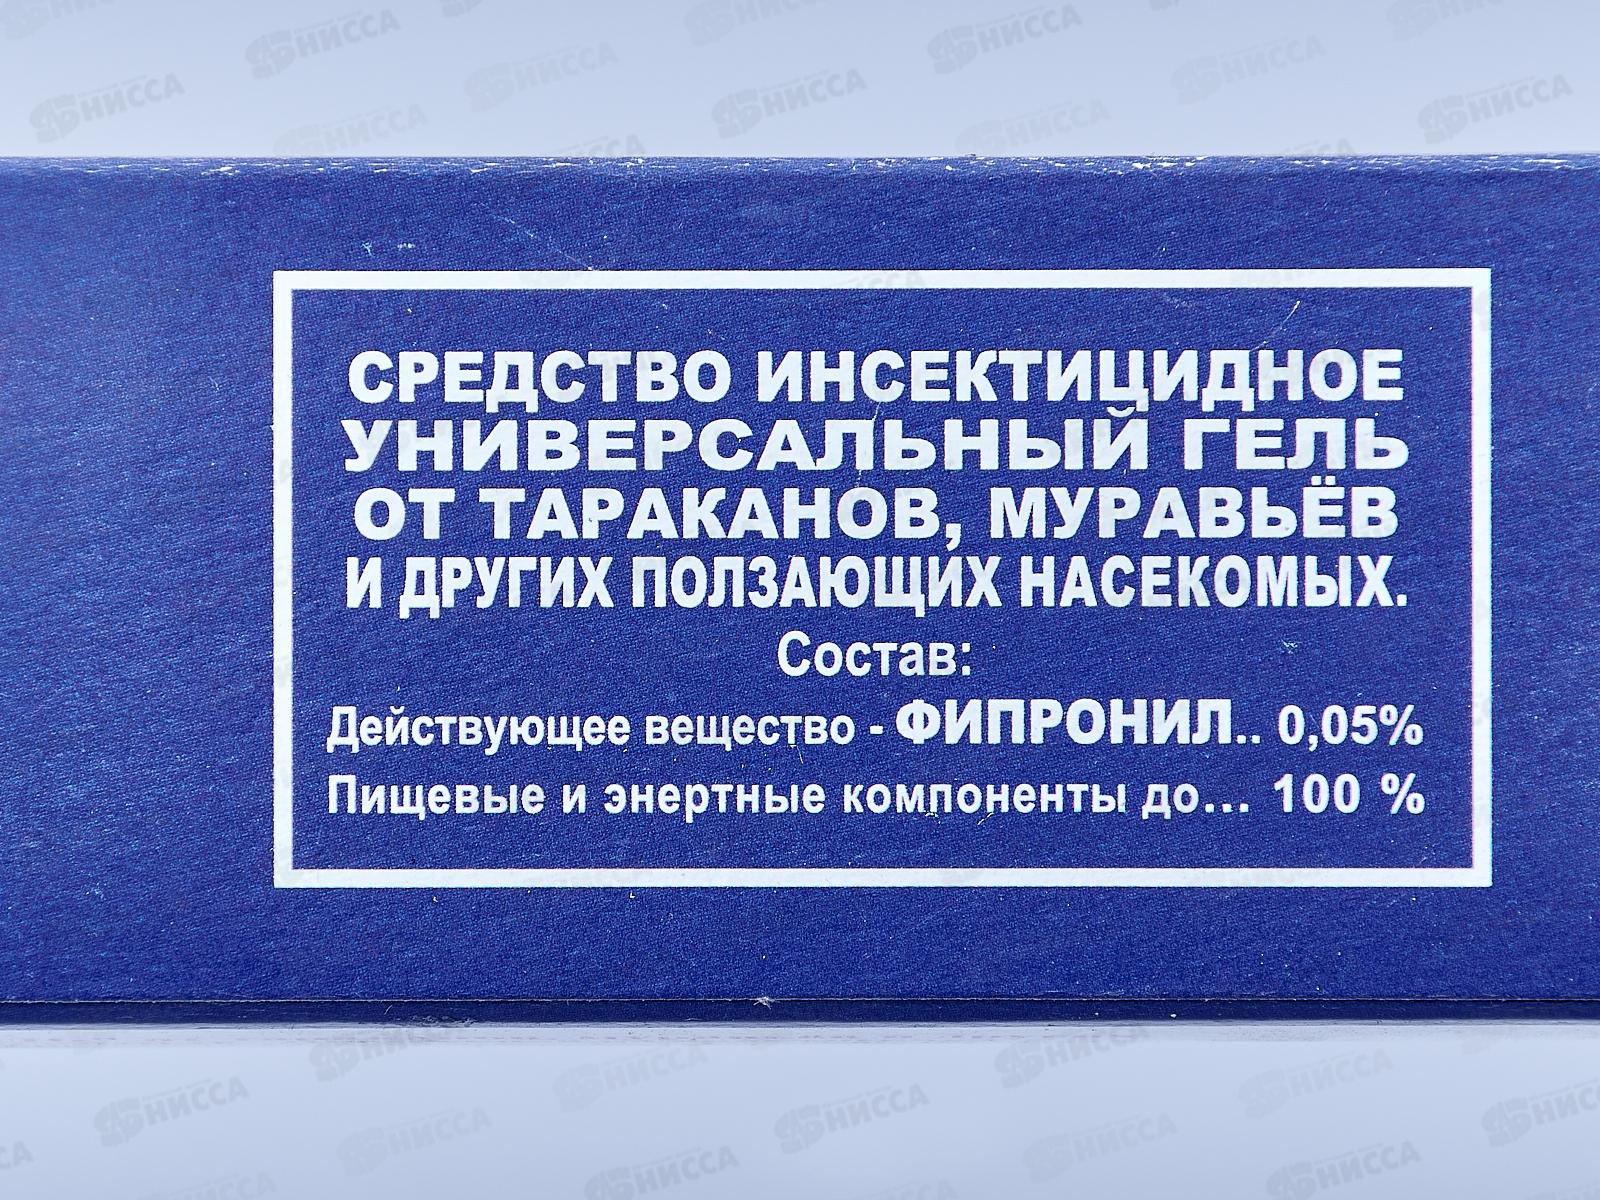 СРЕДСТВО ИНСЕКТИЦИДНОЕ
УНИВЕРСАЛЬНЫЙ ГЕЛЬ
ОТ ТАРАКАНОВ, МУРАВЬЁВ
И ДРУГИХ ПОЛЗАЮЩИХ НАСЕКОМЫХ.
Состав:
Действующее вещество - ФИПРОНИЛ.. 0,05%
Пищевые и энертные компоненты до... 100 %